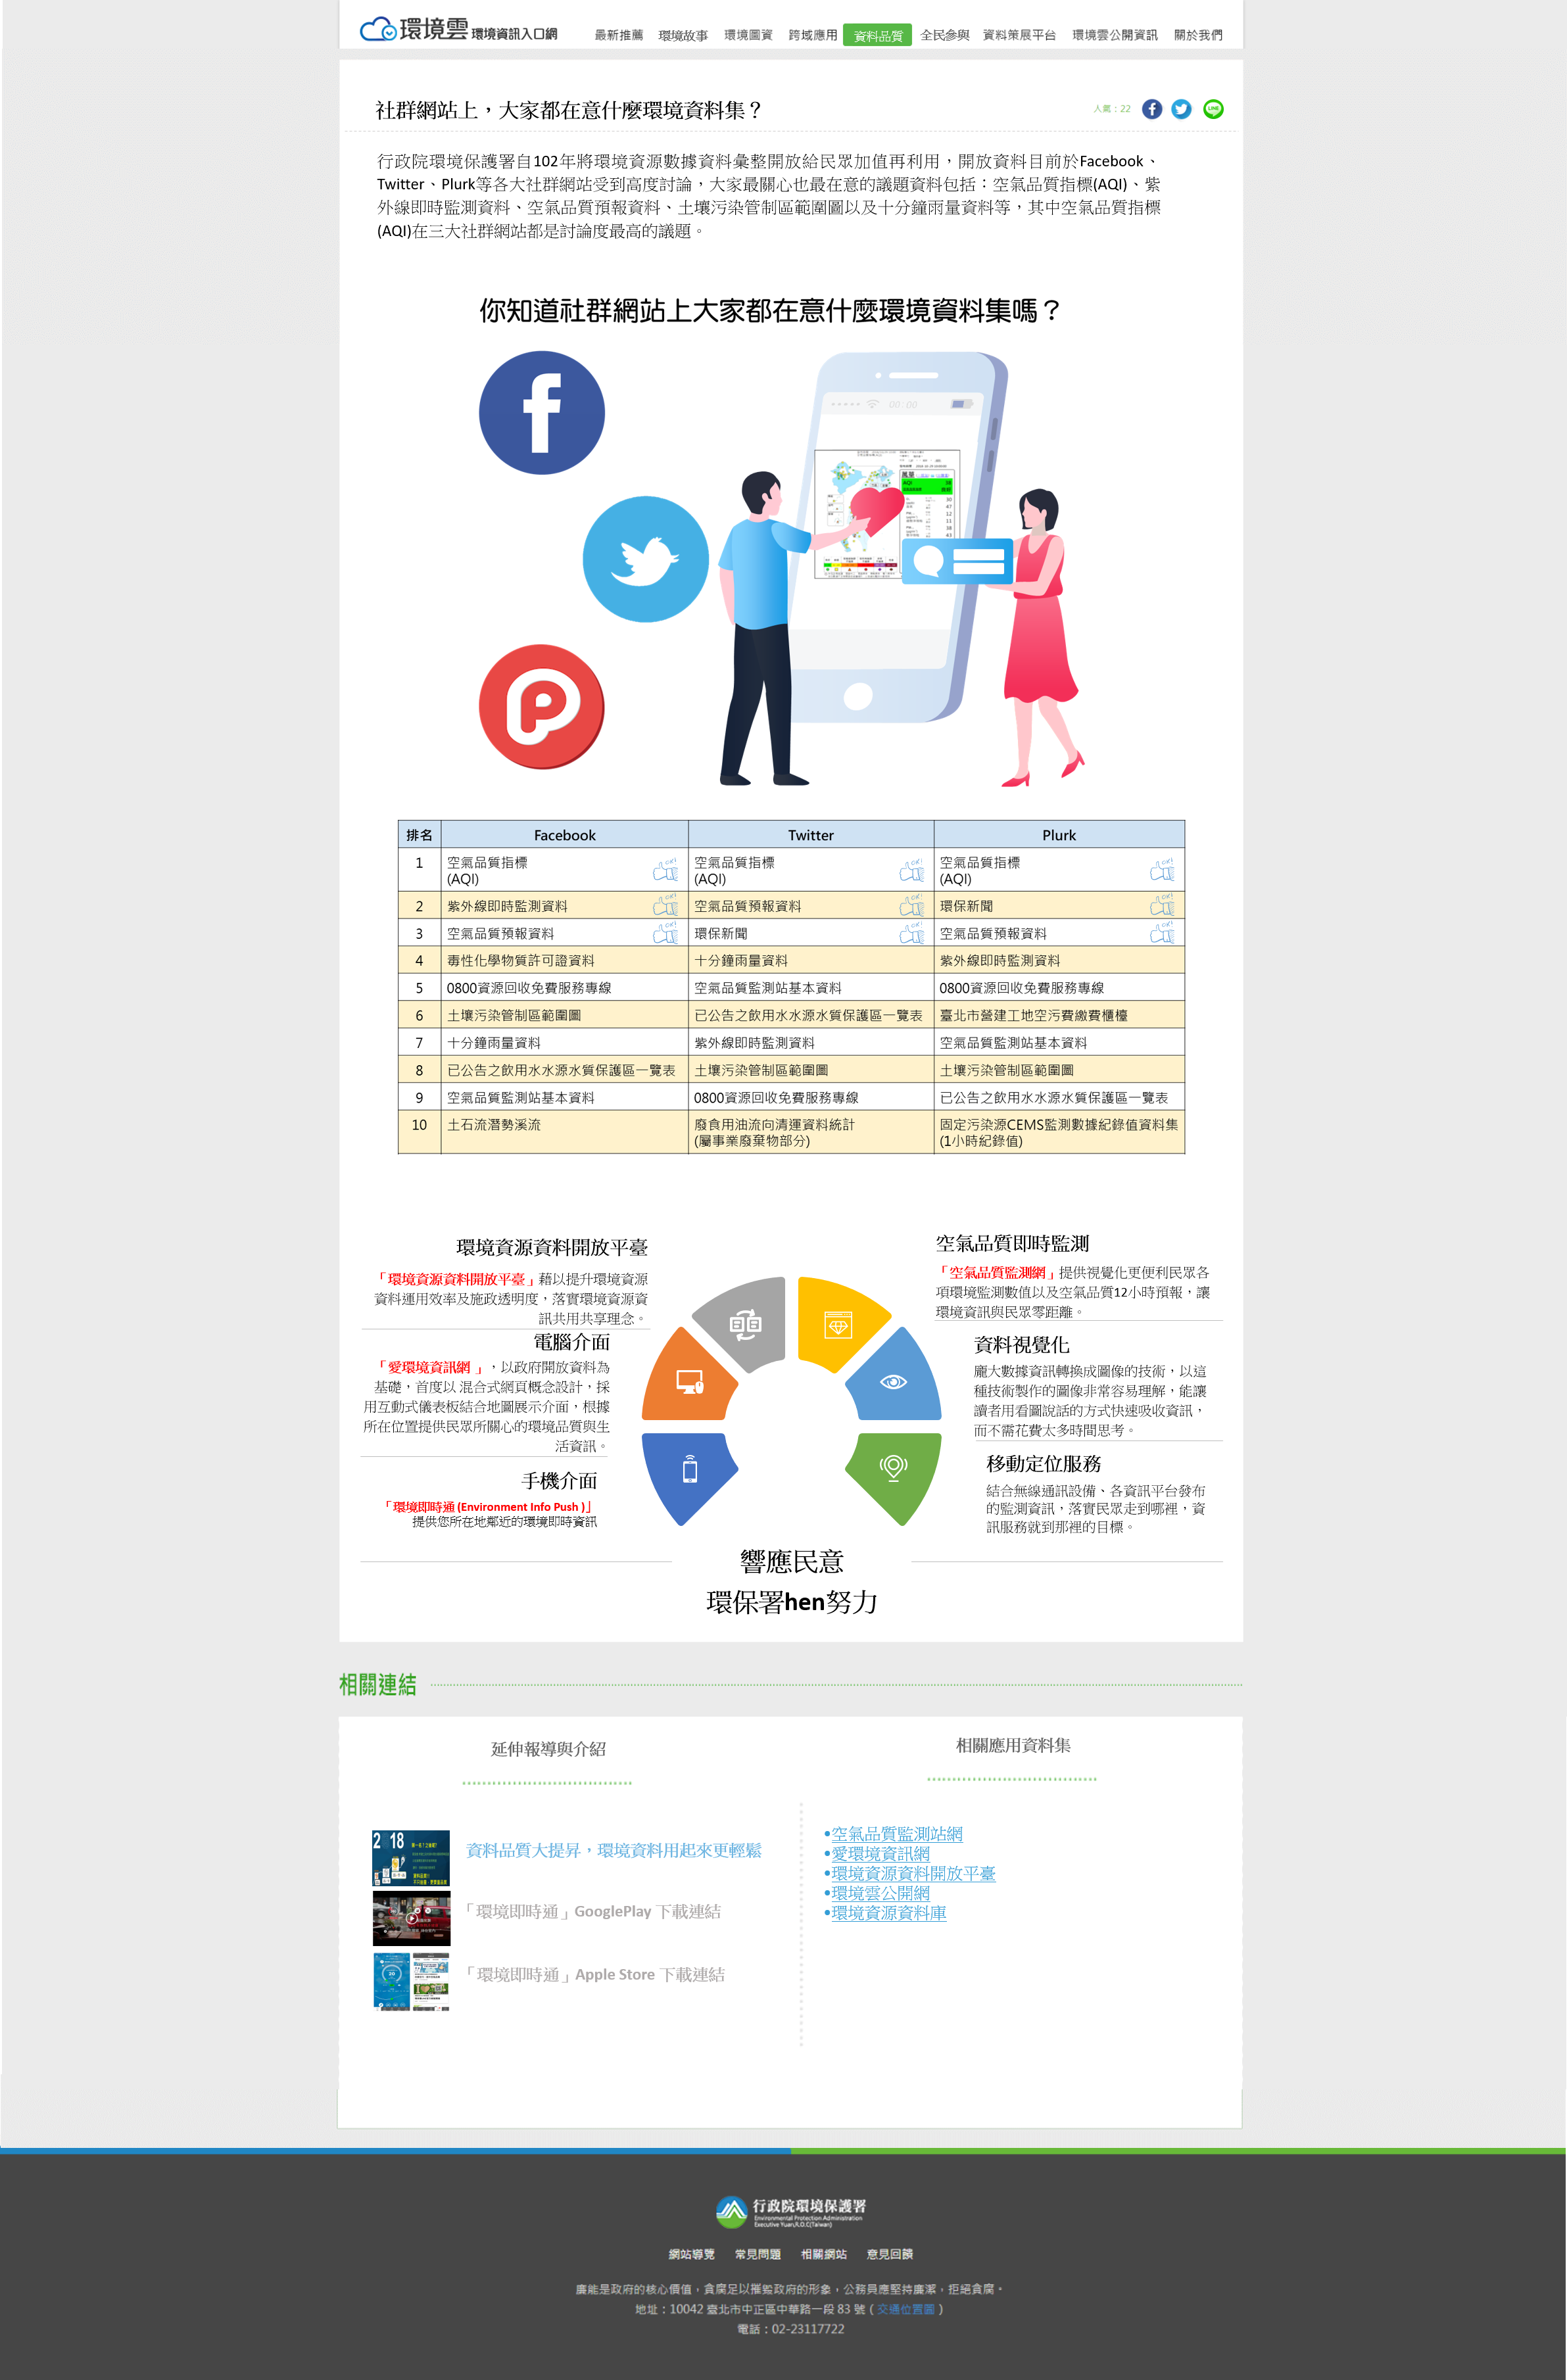 環境雲 環境資訊入口網
最新推薦 環境故事 環境圖資 跨域應用 資料品質 全民參與 資料策展平台 環境雲公開資訊 關於我們
社群網站上，大家都在意什麼環境資料集？
人氣：22
行政院環境保護署自102年將環境資源數據資料彙整開放給民眾加值再利用，開放資料目前於Facebook、
Twitter、Plurk等各大社群網站受到高度討論，大家最關心也最在意的議題資料包括：空氣品質指標(AQI)、紫
外線即時監測資料、空氣品質預報資料、土壤污染管制區範圍圖以及十分鐘雨量資料等，其中空氣品質指標
(AQI)在三大社群網站都是討論度最高的議題。
你知道社群網站上大家都在意什麼環境資料集嗎？
00:00
AQI
排名 Facebook Twitter Plurk
1 空氣品質指標 (AQI) 空氣品質指標 (AQI) 空氣品質指標 (AQI)
2 紫外線即時監測資料 空氣品質預報資料 環保新聞
3 空氣品質預報資料 環保新聞 空氣品質預報資料
4 毒性化學物質許可證資料 十分鐘雨量資料 紫外線即時監測資料
5 0800資源回收免費服務專線 空氣品質監測站基本資料 0800資源回收免費服務專線
6 土壤污染管制區範圍圖 已公告之飲用水水源水質保護區一覽表 臺北市營建工地空污費繳費櫃檯
7 十分鐘雨量資料 紫外線即時監測資料 空氣品質監測站基本資料
8 已公告之飲用水水源水質保護區一覽表 土壤污染管制區範圍圖 土壤污染管制區範圍圖
9 空氣品質監測站基本資料 0800資源回收免費服務專線 已公告之飲用水水源水質保護區一覽表
10 土石流潛勢溪流 廢食用油流向清運資料統計 (屬事業廢棄物部分) 固定污染源CEMS監測數據紀錄值資料集 (1小時紀錄值)
環境資源資料開放平臺
「環境資源資料開放平臺」藉以提升環境資源
資料運用效率及施政透明度，落實環境資源資
訊共用共享理念。
電腦介面
「愛環境資訊網 」，以政府開放資料為
基礎，首度以 混合式網頁概念設計，採
用互動式儀表板結合地圖展示介面，根據
所在位置提供民眾所關心的環境品質與生
活資訊。
手機介面
「環境即時通 (Environment Info Push )」
提供您所在地鄰近的環境即時資訊
空氣品質即時監測
「空氣品質監測網」提供視覺化更便利民眾各
項環境監測數值以及空氣品質12小時預報，讓
環境資訊與民眾零距離。
資料視覺化
龐大數據資訊轉換成圖像的技術，以這
種技術製作的圖像非常容易理解，能讓
讀者用看圖說話的方式快速吸收資訊，
而不需花費太多時間思考。
移動定位服務
結合無線通訊設備、各資訊平台發布
的監測資訊，落實民眾走到哪裡，資
訊服務就到那裡的目標。
響應民意
環保署hen努力
相關連結
延伸報導與介紹
資料品質大提昇，環境資料用起來更輕鬆
「環境即時通」GooglePlay 下載連結
「環境即時通」Apple Store 下載連結
相關應用資料集
•空氣品質監測站網
•愛環境資訊網
•環境資源資料開放平臺
•環境雲公開網
•環境資源資料庫
行政院環境保護署
Environmental Protection Administration
Executive Yuan,R.O.C(Taiwan)
網站導覽 常見問題 相關網站 意見回饋
廉能是政府的核心價值，貪腐足以摧毀政府的形象，公務員應堅持廉潔，拒絕貪腐。
地址：10042 臺北市中正區中華路一段 83 號（交通位置圖）
電話：02-23117722